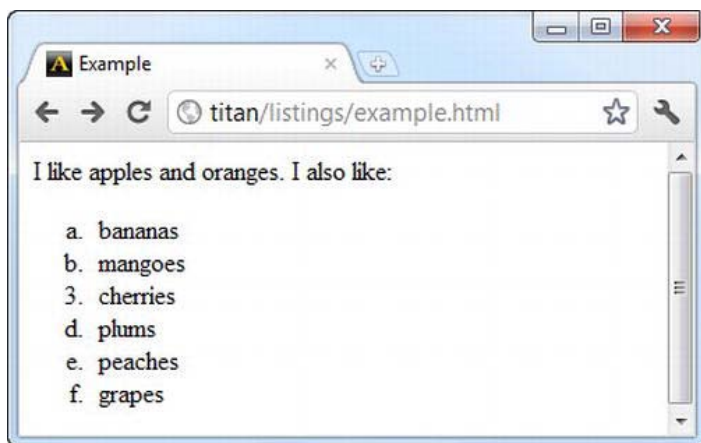 A Example
titan/listings/example.html
I like apples and oranges. I also like:
a. bananas
b. mangoes
3. cherries
d. plums
e. peaches
f. grapes